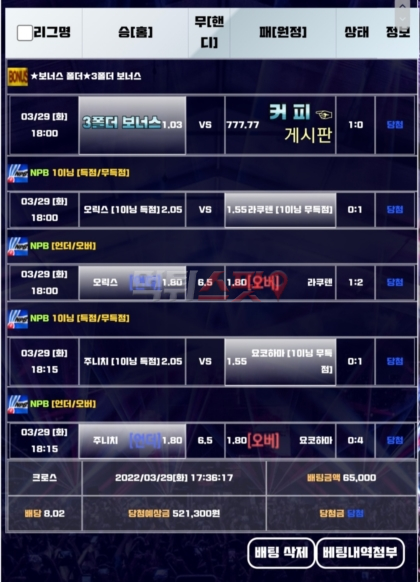 리그명 승[홈] 무[핸디] 패[원정] 상태 정보
BONUS ★보너스 폴더★3폴더 보너스
03/29 (화) 18:00 3폴더 보너스 1.03 VS 777.77 커 피 게시판 1:0 당첨
NPB 1이닝 [득점/무득점]
03/29 (화) 18:00 오릭스 [1이닝 득점] 2.05 VS 1.55 라쿠텐 [1이닝 무득점] 0:1 당첨
NPB [언더/오버]
03/29 (화) 18:00 오릭스 1.80 6.5 1.80 [오버] 라쿠텐 1:2 당첨
먹튀스팟
NPB 1이닝 [득점/무득점]
03/29 (화) 18:15 주니치 [1이닝 득점] 2.05 VS 1.55 요코하마 [1이닝 무득점] 0:1 당첨
NPB [언더/오버]
03/29 (화) 18:15 주니치 [언더] 1.80 6.5 1.80 [오버] 요코하마 0:4 당첨
크로스 2022/03/29(화) 17:36:17 배팅금액 65,000
배당 8.02 당첨예상금 521,300원 당첨금 당첨
배팅 삭제 베팅내역첨부